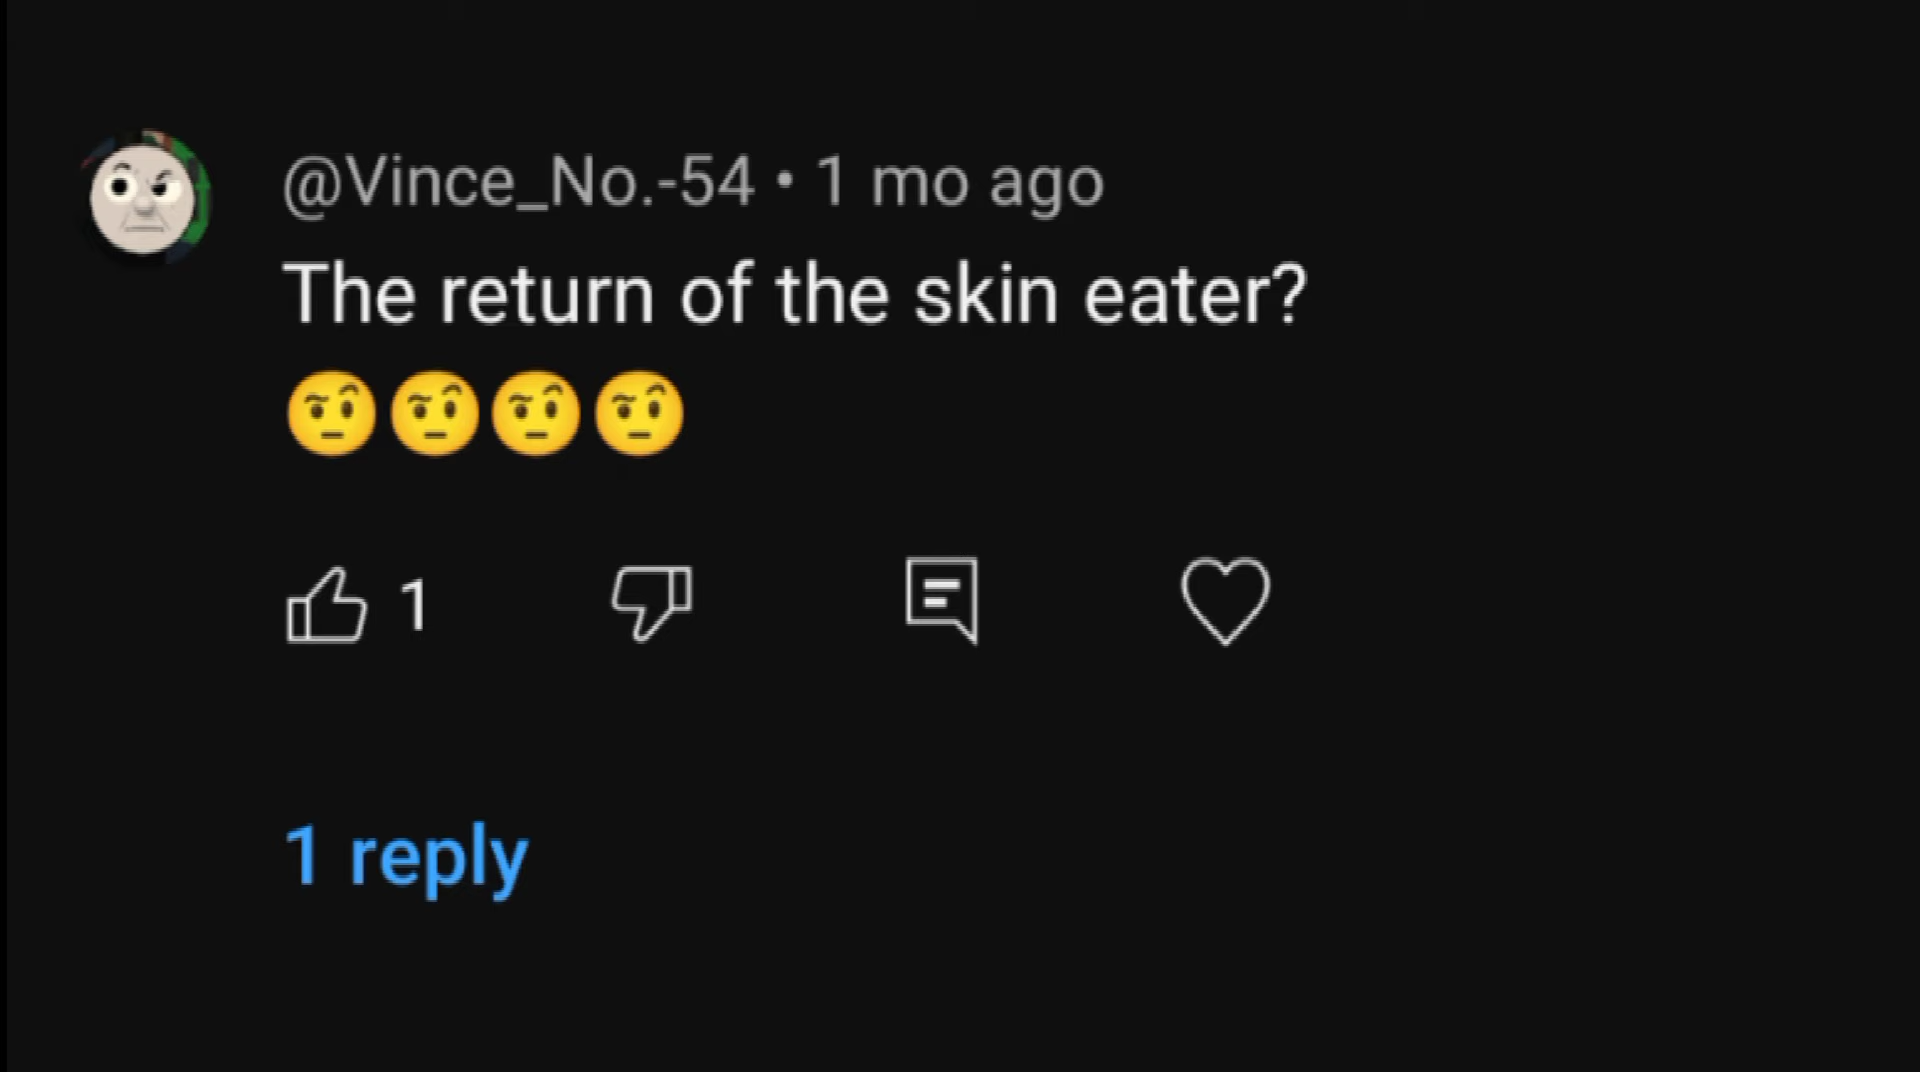 @Vince_No.-54 • 1 mo ago
The return of the skin eater?
🤨🤨🤨🤨
1
1 reply